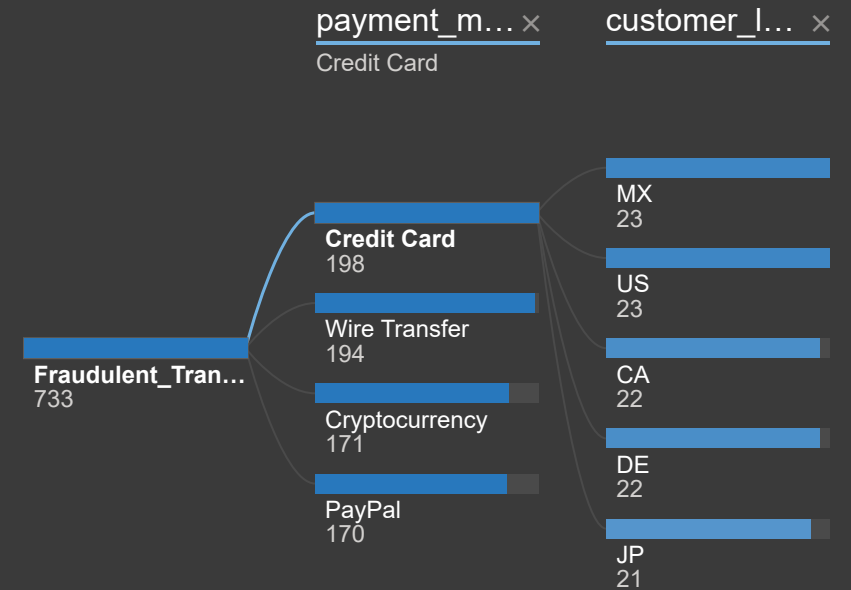 payment_m... ×
customer_l... ×
Credit Card
Fraudulent_Tran...
733
Credit Card
198
Wire Transfer
194
Cryptocurrency
171
PayPal
170
MX
23
US
23
CA
22
DE
22
JP
21